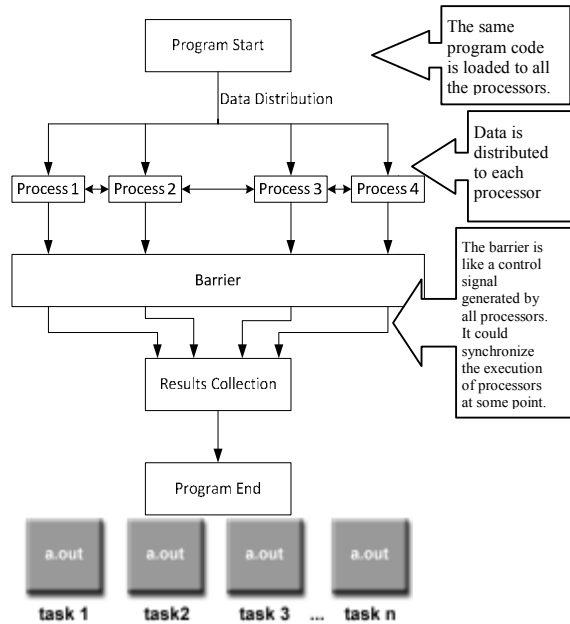 Program Start
The same
program code
is loaded to all
the processors.
Data Distribution
Data is
distributed
to each
processor
Process 1
Process 2
Process 3
Process 4
Barrier
The barrier is
like a control
signal
generated by
all processors.
It could
synchronize
the execution
of processors
at some point.
Results Collection
Program End
a.out
a.out
a.out
a.out
task 1
task2
task 3
...
task n